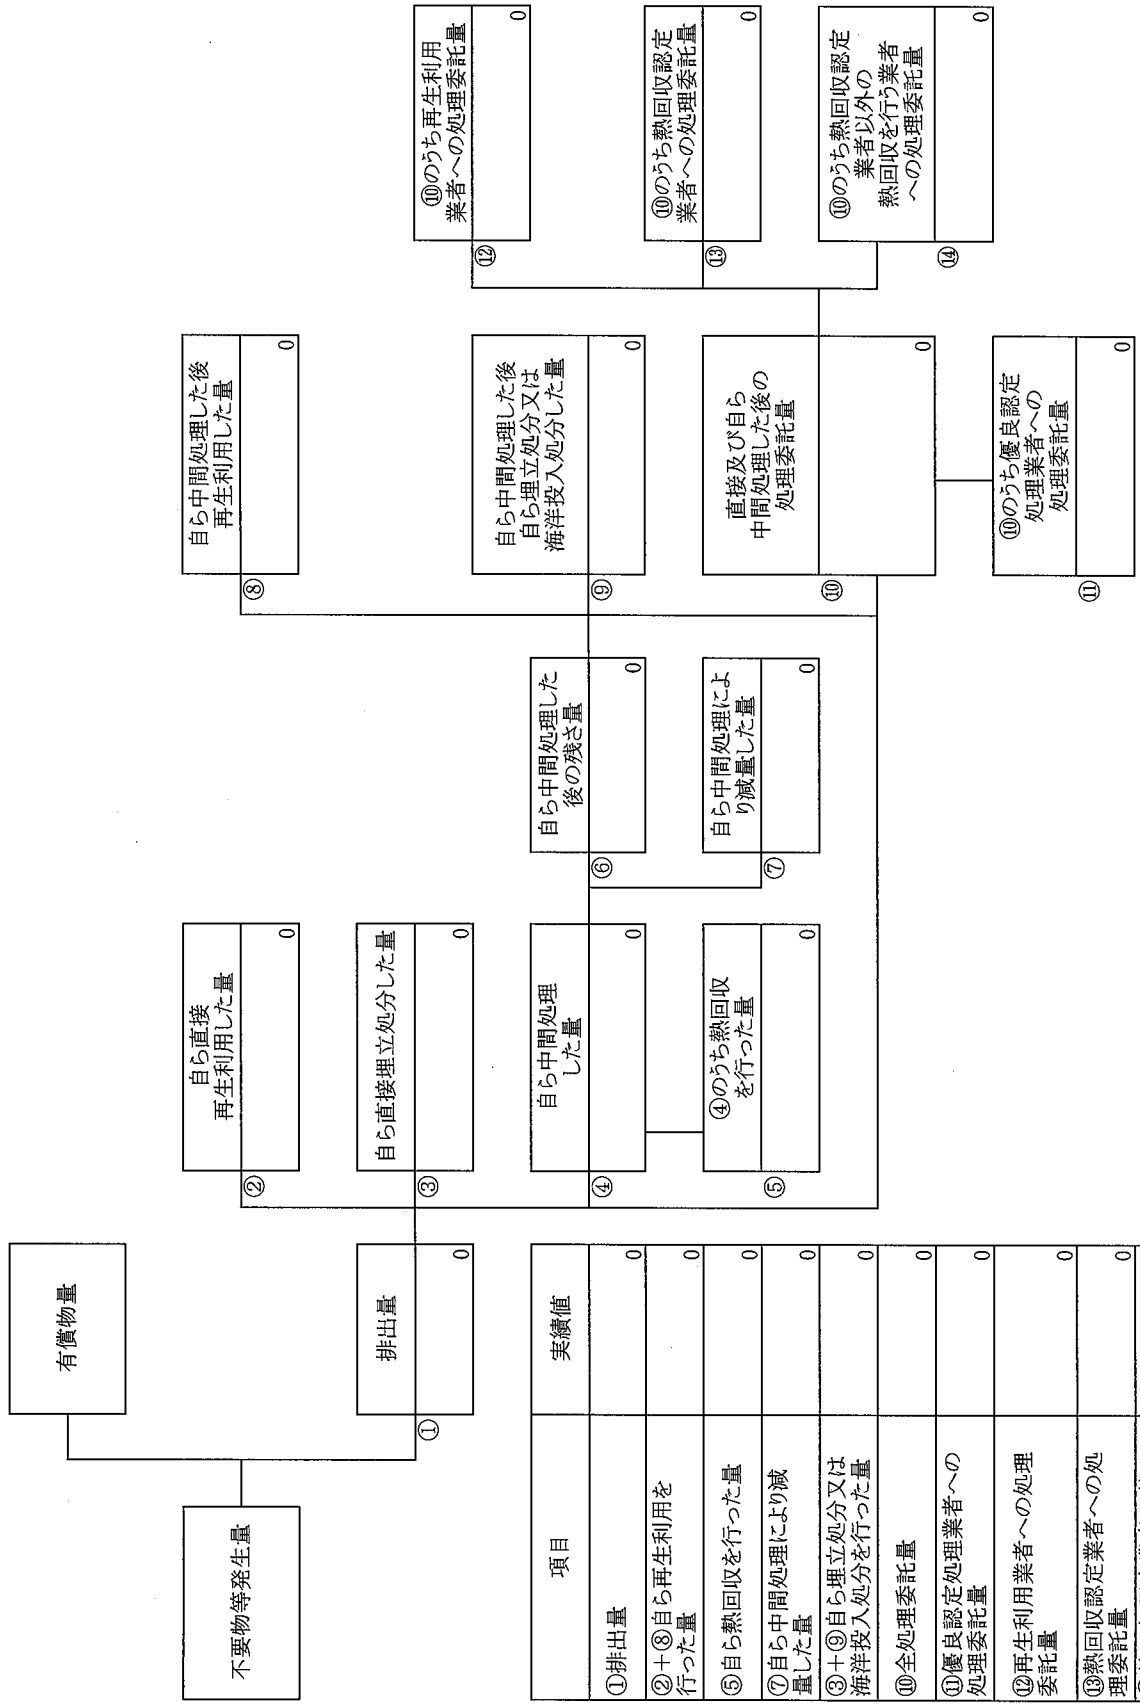 不要物等発生量
有償物量
①
排出量
0
②
自ら直接
再生利用した量
0
③
自ら直接埋立処分した量
0
④
自ら中間処理
した量
0
⑤
④のうち熱回収
を行った量
0
⑥
自ら中間処理した
後の残さ量
0
⑦
自ら中間処理によ
り減量した量
0
⑧
自ら中間処理した後
再生利用した量
0
⑨
自ら中間処理した後
自ら埋立処分又は
海洋投入処分した量
0
⑩
直接及び自ら
中間処理した後の
処理委託量
0
⑪
⑩のうち優良認定
処理業者への
処理委託量
0
⑫
⑩のうち再生利用
業者への処理委託量
0
⑬
⑩のうち熱回収認定
業者への処理委託量
0
⑭
⑩のうち熱回収認定
業者以外の
熱回収を行う業者
への処理委託量
0
項目 実績値
①排出量 0
②+⑧自ら再生利用を
行った量 0
⑤自ら熱回収を行った量 0
⑦自ら中間処理により減
量した量 0
③+⑨自ら埋立処分又は
海洋投入処分を行った量 0
⑩全処理委託量 0
⑪優良認定処理業者への
処理委託量 0
⑫再生利用業者への処理
委託量 0
⑬熱回収認定業者への処
理委託量 0